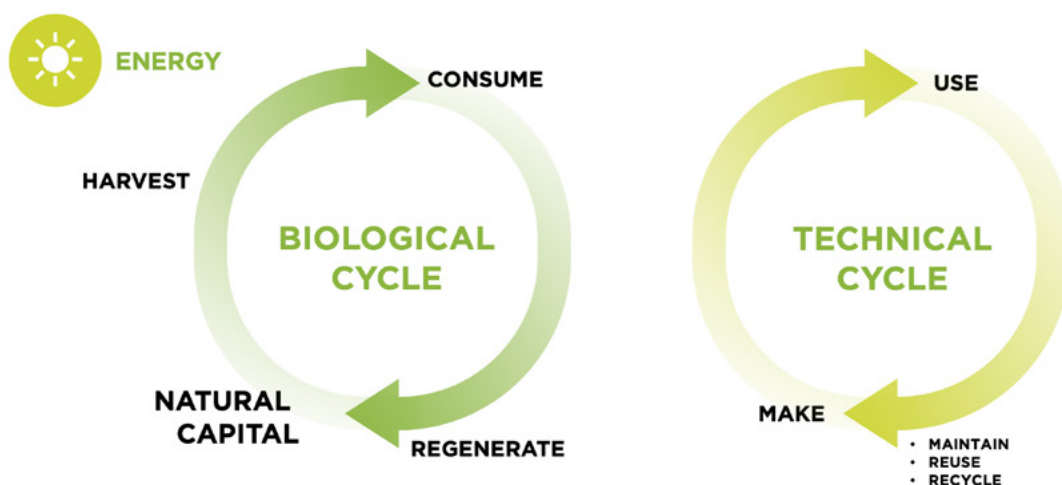 ENERGY
CONSUME
HARVEST
BIOLOGICAL
CYCLE
NATURAL
CAPITAL
REGENERATE
USE
TECHNICAL
CYCLE
MAKE
• MAINTAIN
• REUSE
• RECYCLE